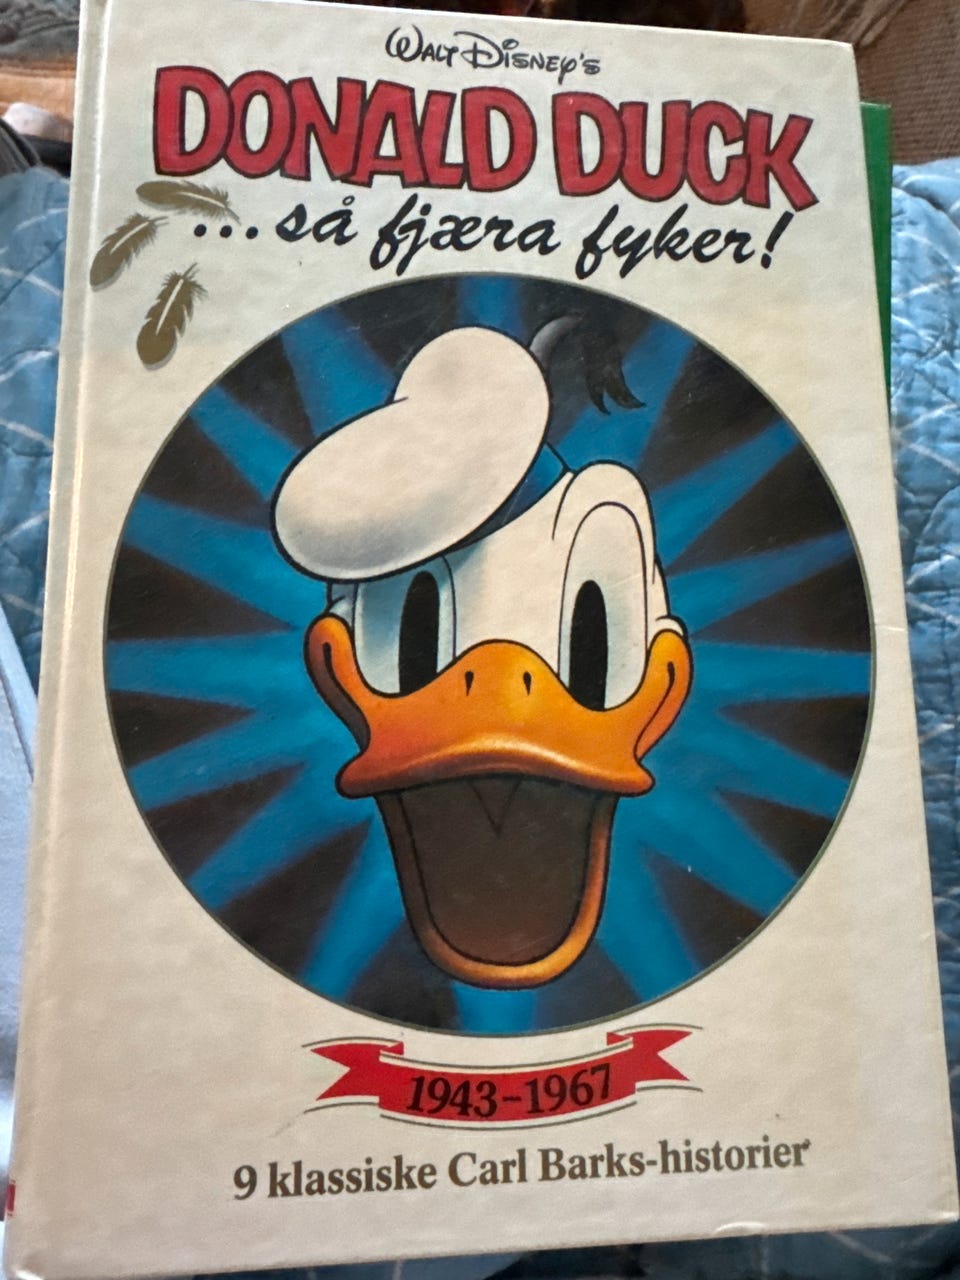 WALT DISNEY'S
DONALD DUCK
...så fjæra fyker!
1943-1967
9 klassiske Carl Barks-historier